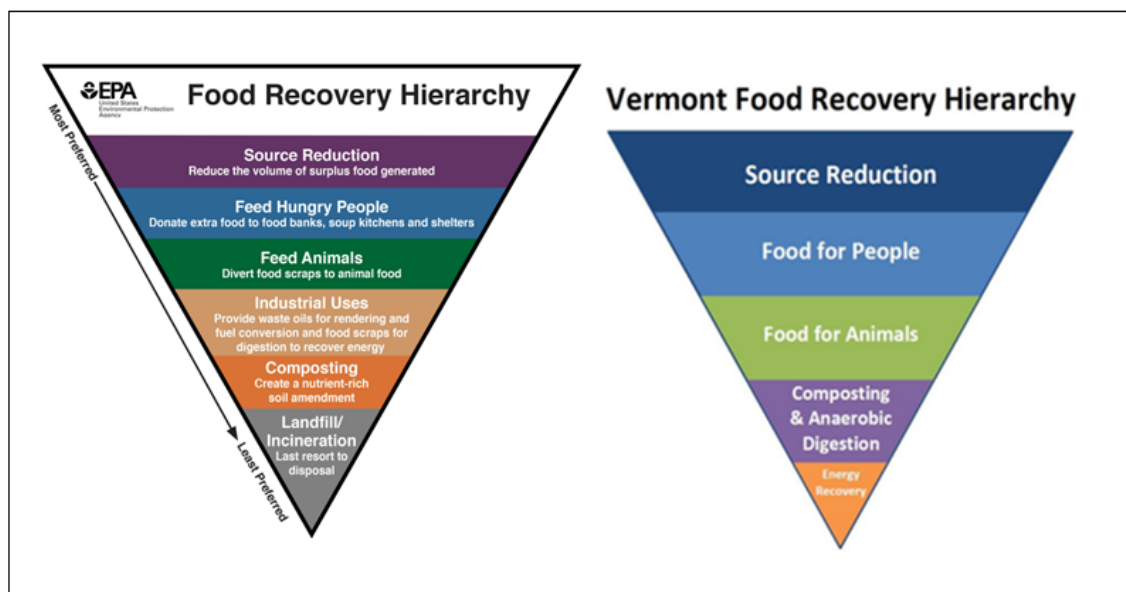 EPA
United States
Environmental Protection
Agency
Food Recovery Hierarchy
Most Preferred
Least Preferred
Source Reduction
Reduce the volume of surplus food generated
Feed Hungry People
Donate extra food to food banks, soup kitchens and shelters
Feed Animals
Divert food scraps to animal food
Industrial Uses
Provide waste oils for rendering and
fuel conversion and food scraps for
digestion to recover energy
Composting
Create a nutrient-rich
soil amendment
Landfill/
Incineration
Last resort to
disposal
Vermont Food Recovery Hierarchy
Source Reduction
Food for People
Food for Animals
Composting
& Anaerobic
Digestion
Energy
Recovery